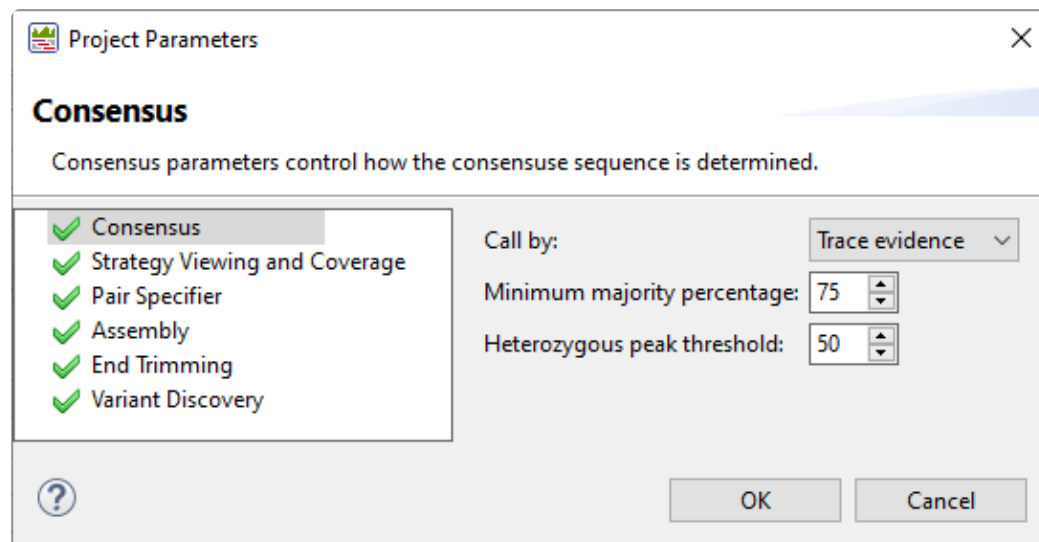 Project Parameters
Consensus
Consensus parameters control how the consensuse sequence is determined.
Consensus
Strategy Viewing and Coverage
Pair Specifier
Assembly
End Trimming
Variant Discovery
Call by: Trace evidence
Minimum majority percentage: 75
Heterozygous peak threshold: 50
?
OK Cancel